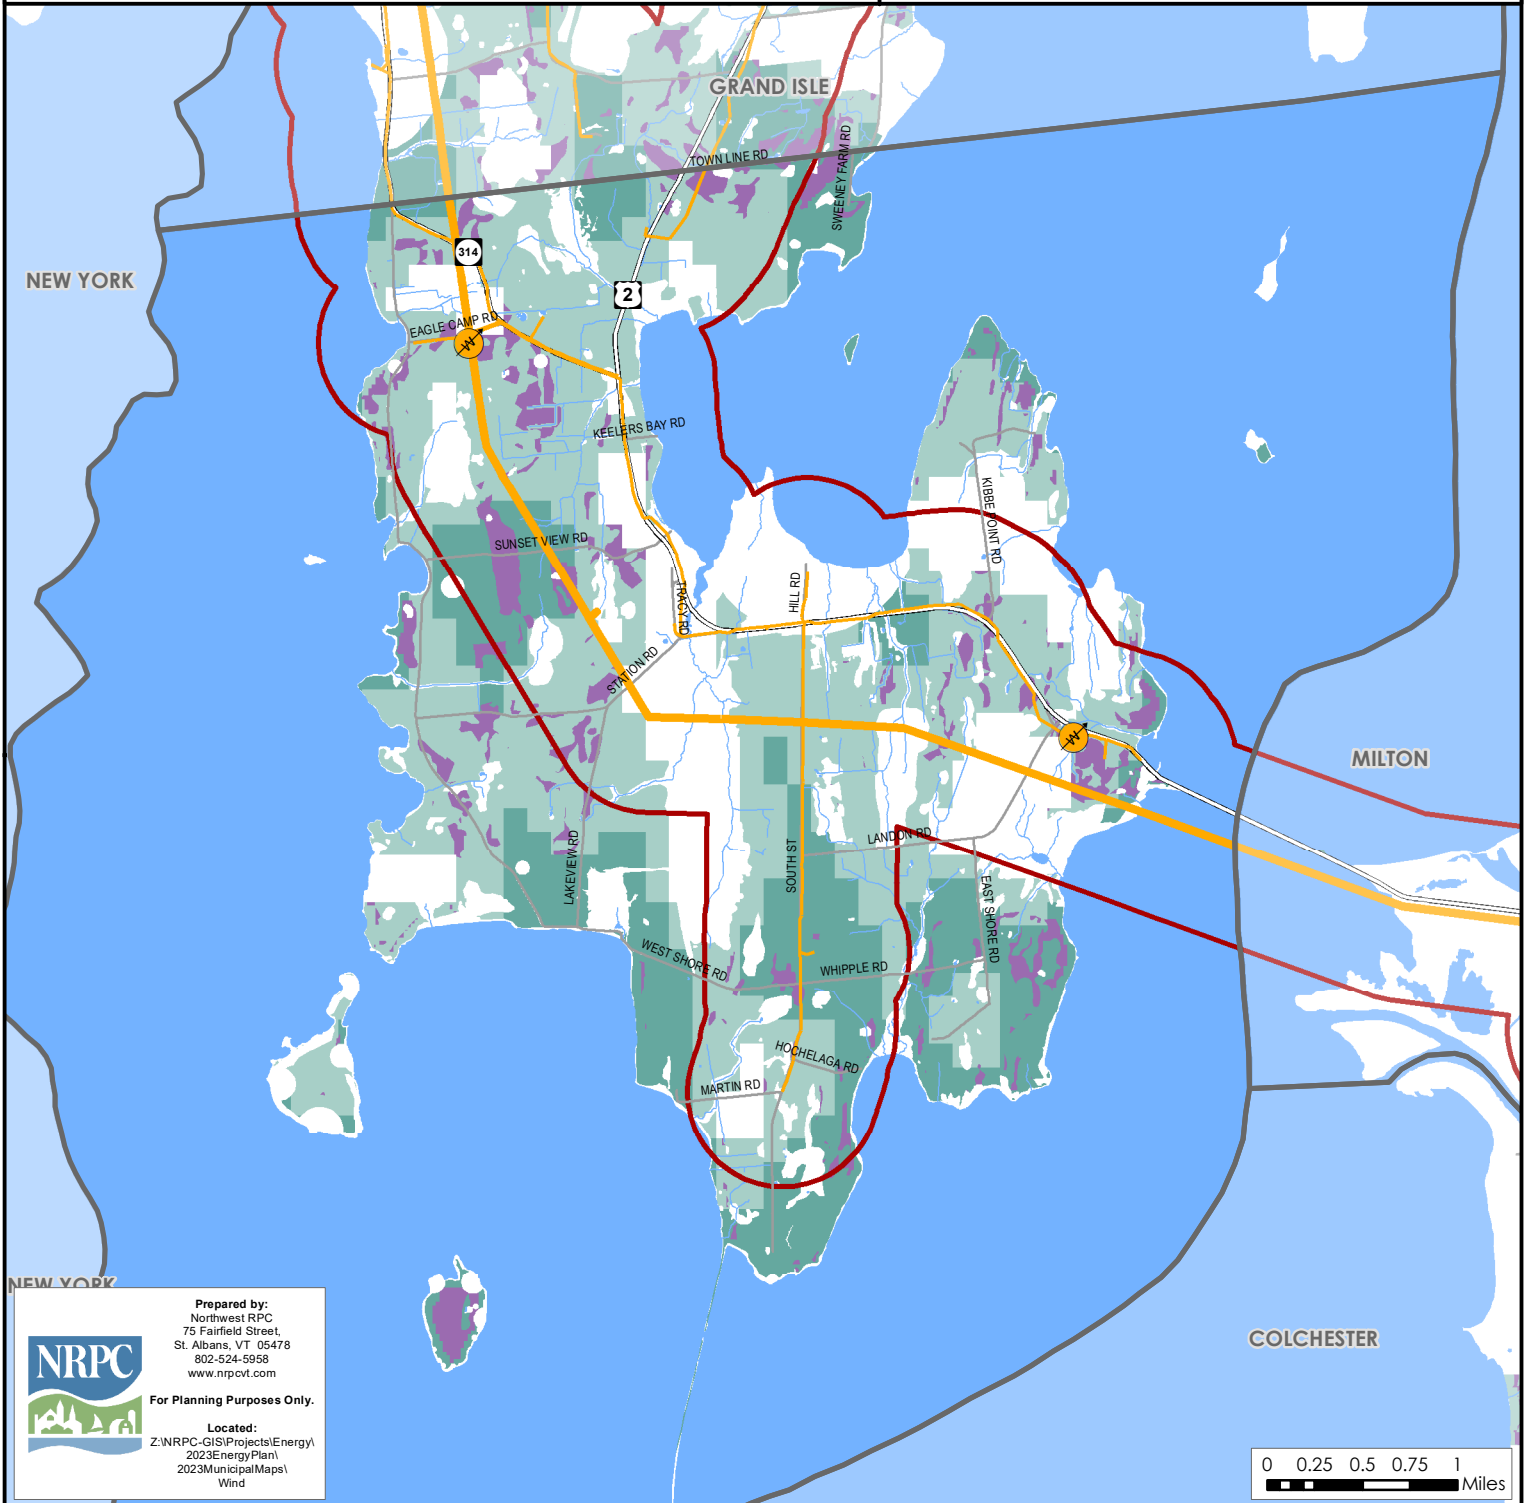 GRAND ISLE
TOWN LINE RD
SWEENEY FARM RD
314
NEW YORK
2
EAGLE CAMP RD
W
KEELERS BAY RD
KIBBE POINT RD
SUNSET VIEW RD
TRACY RD
HILL RD
STATION RD
W
MILTON
LANDON RD
SOUTH ST
LAKEVIEW RD
EAST SHORE RD
WEST SHORE RD
WHIPPLE RD
HOCHELAGA RD
MARTIN RD
NEW YORK
COLCHESTER
NRPC
Prepared by:
Northwest RPC
75 Fairfield Street,
St. Albans, VT 05478
802-524-5958
www.nrpcvt.com
For Planning Purposes Only.
Located:
Z:\NRPC-GIS\Projects\Energy\
2023EnergyPlan\
2023MunicipalMaps\
Wind
0 0.25 0.5 0.75 1
Miles